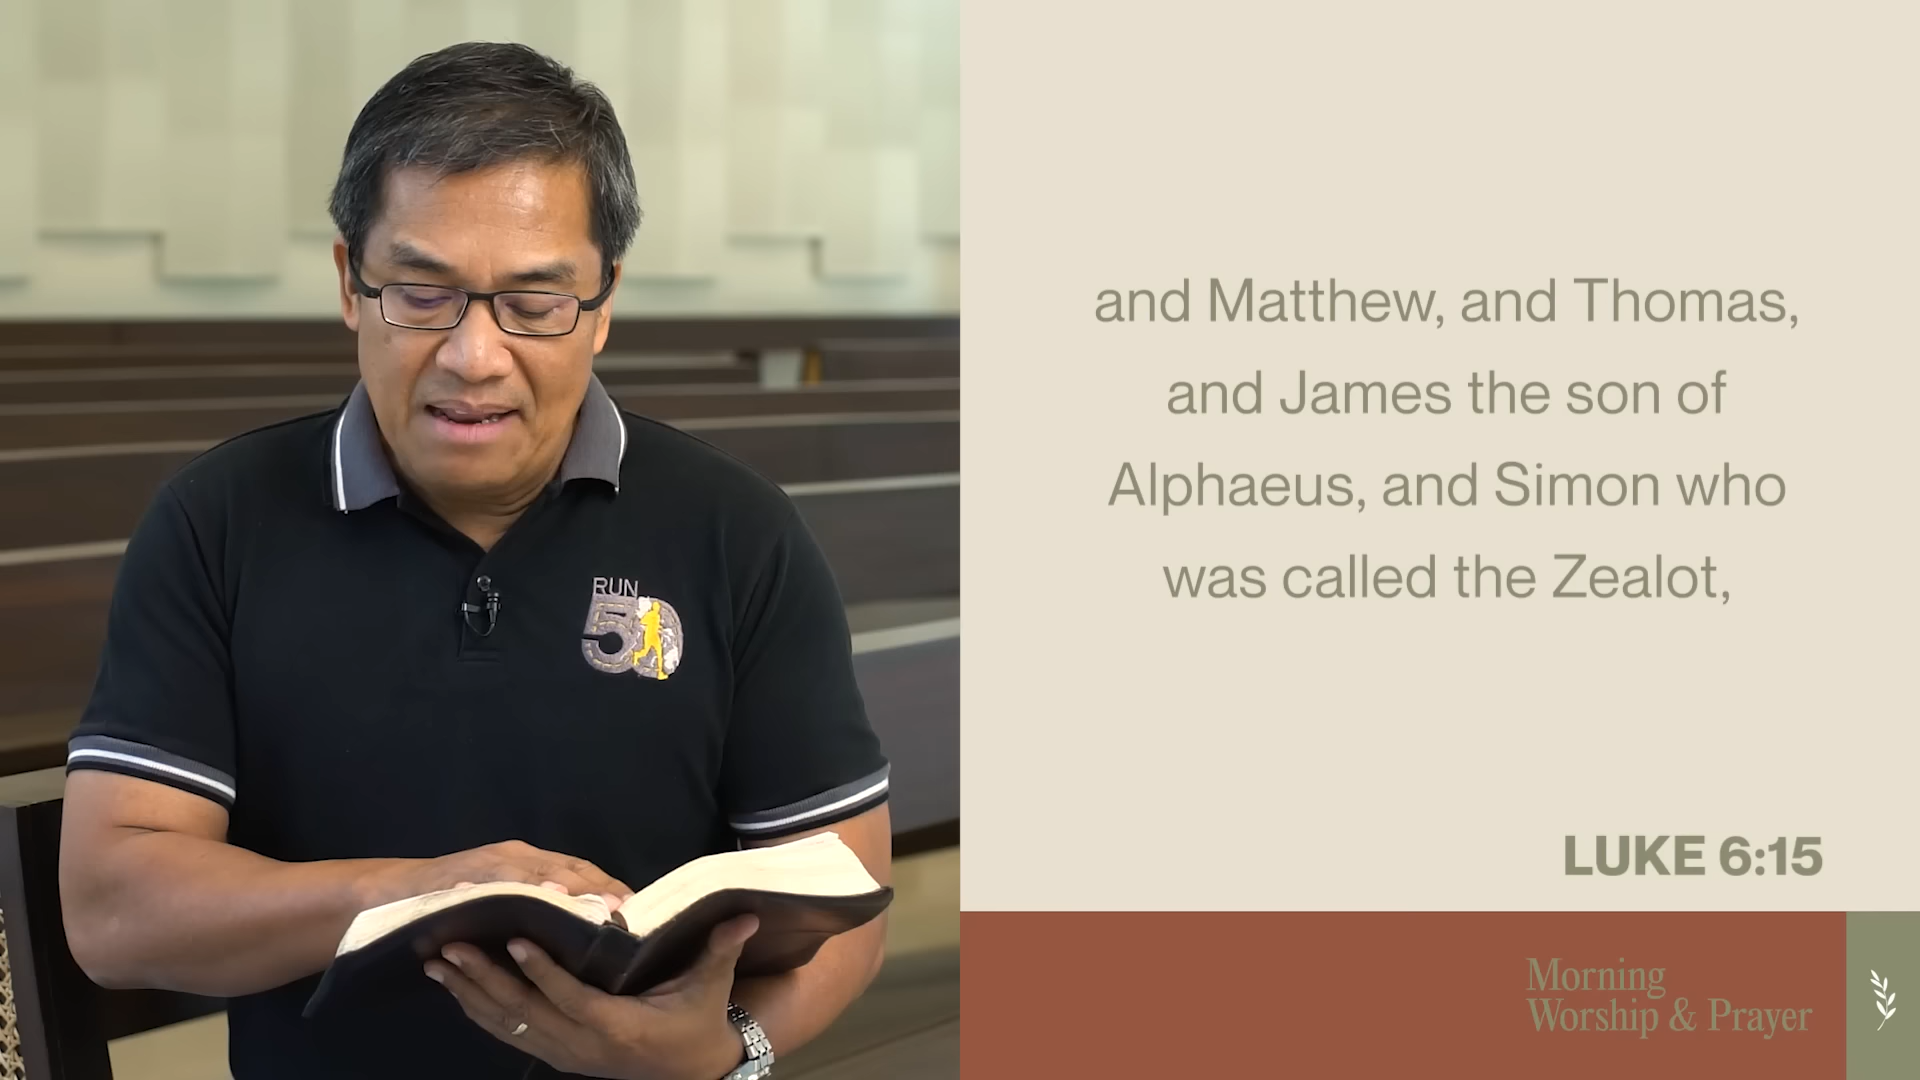 RUN
50
and Matthew, and Thomas,
and James the son of
Alphaeus, and Simon who
was called the Zealot,
LUKE 6:15
Morning
Worship & Prayer